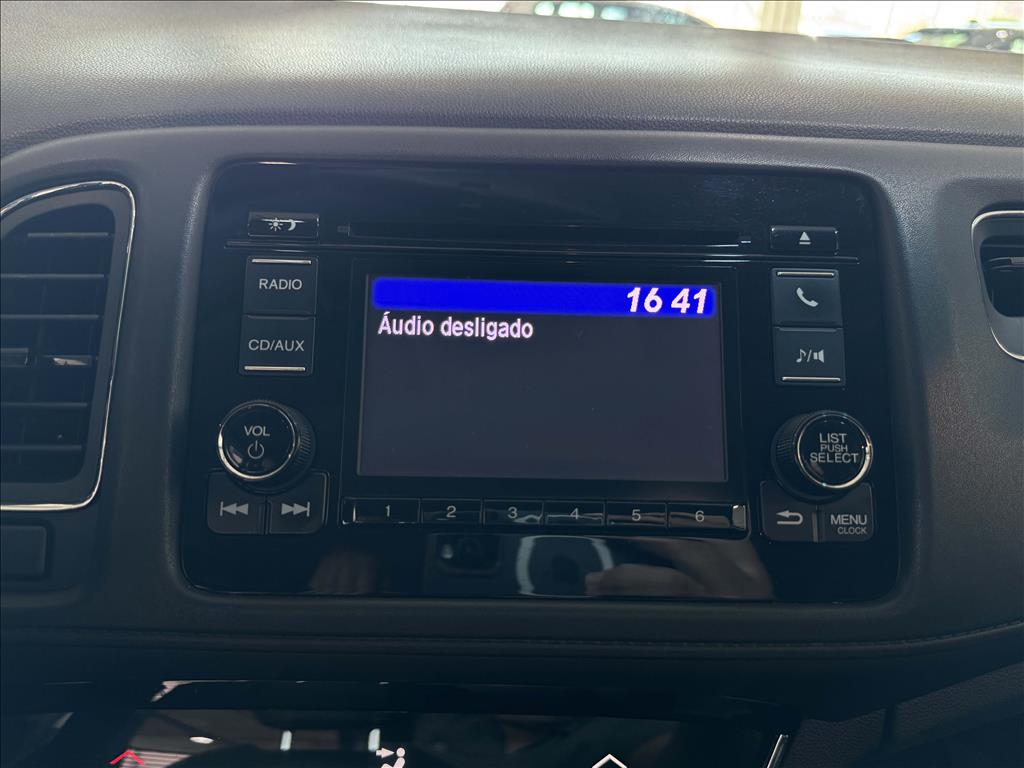 RADIO
CD/AUX
16 41
Áudio desligado
VOL
LIST
PUSH
SELECT
1 2 3 4 5 6
MENU
CLOCK